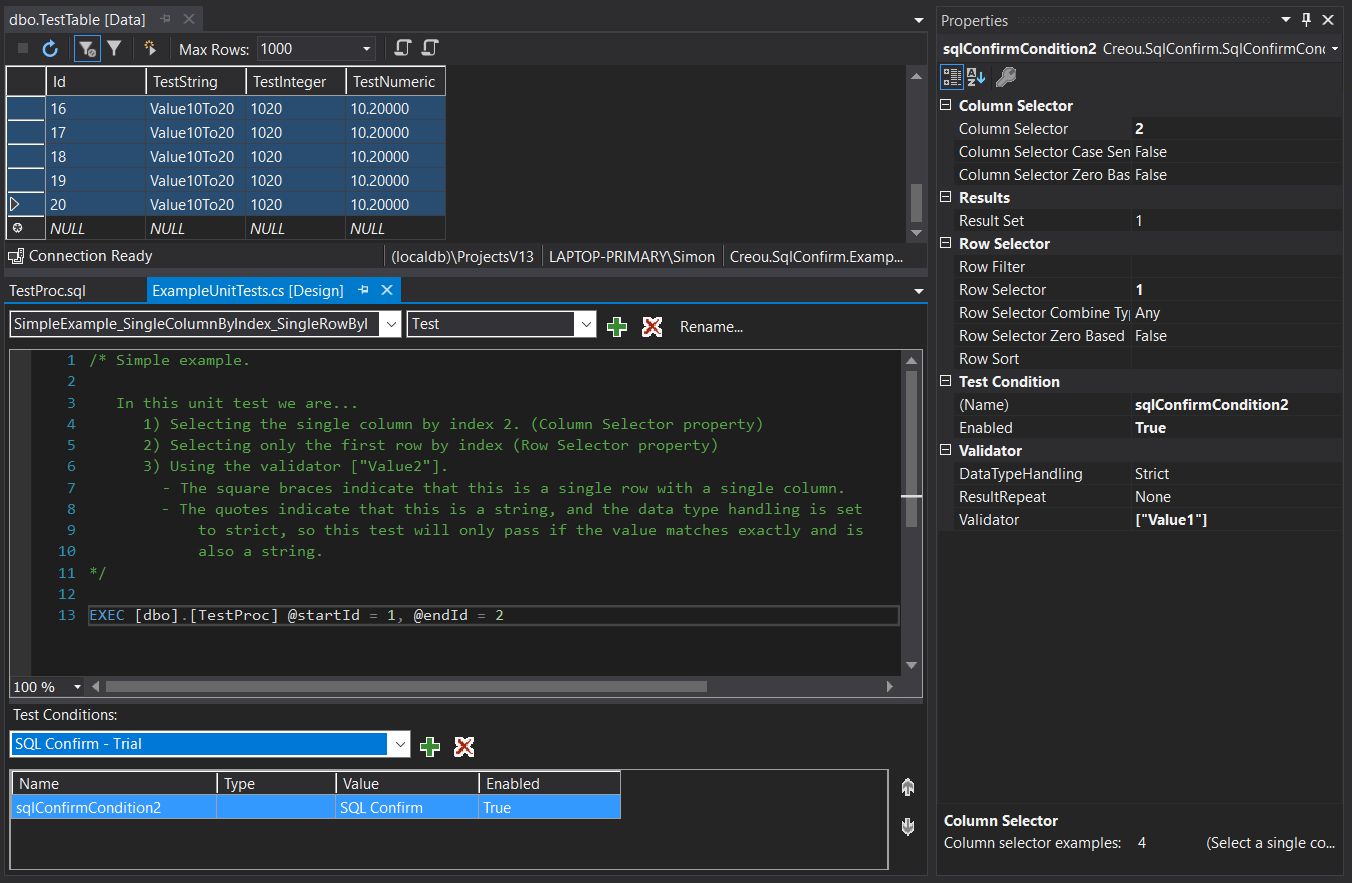 dbo.TestTable [Data]
Max Rows: 1000
Id TestString TestInteger TestNumeric
16 Value10To20 1020 10.20000
17 Value10To20 1020 10.20000
18 Value10To20 1020 10.20000
19 Value10To20 1020 10.20000
20 Value10To20 1020 10.20000
NULL NULL NULL NULL
Connection Ready (localdb)\ProjectsV13 LAPTOP-PRIMARY\Simon Creou.SqlConfirm.Examp...
TestProc.sql ExampleUnitTests.cs [Design]
SimpleExample_SingleColumnByIndex_SingleRowByI Test Rename...
1 /* Simple example.
2
3 In this unit test we are...
4 1) Selecting the single column by index 2. (Column Selector property)
5 2) Selecting only the first row by index (Row Selector property)
6 3) Using the validator ["Value2"].
7 - The square braces indicate that this is a single row with a single column.
8 - The quotes indicate that this is a string, and the data type handling is set
9 to strict, so this test will only pass if the value matches exactly and is
10 also a string.
11 */
12
13 EXEC [dbo].[TestProc] @startId = 1, @endId = 2
100 %
Test Conditions:
SQL Confirm - Trial
Name Type Value Enabled
sqlConfirmCondition2 SQL Confirm True
Properties
sqlConfirmCondition2 Creou.SqlConfirm.SqlConfirmCond
Column Selector
Column Selector 2
Column Selector Case Sen False
Column Selector Zero Bas False
Results
Result Set 1
Row Selector
Row Filter
Row Selector 1
Row Selector Combine Ty Any
Row Selector Zero Based False
Row Sort
Test Condition
(Name) sqlConfirmCondition2
Enabled True
Validator
DataTypeHandling Strict
ResultRepeat None
Validator ["Value1"]
Column Selector
Column selector examples: 4 (Select a single co...